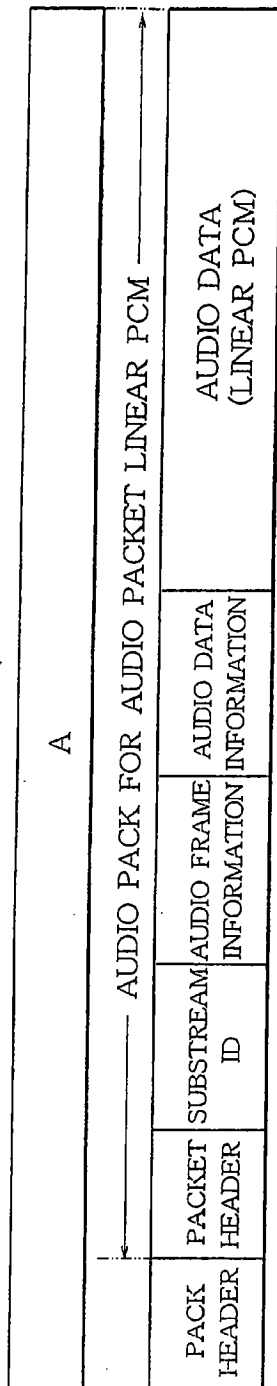 A
AUDIO PACK FOR AUDIO PACKET LINEAR PCM
PACK
HEADER
PACKET
HEADER
SUBSTREAM
ID
AUDIO FRAME
INFORMATION
AUDIO DATA
INFORMATION
AUDIO DATA
(LINEAR PCM)